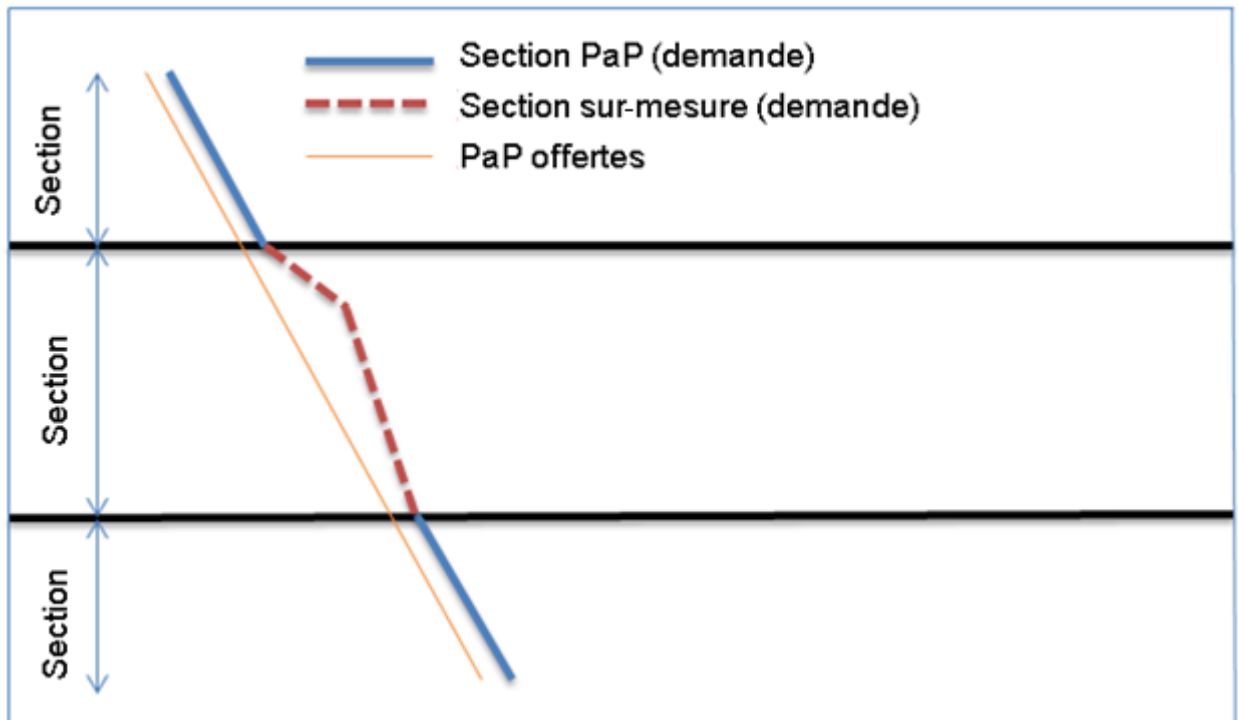 Section PaP (demande)
Section sur-mesure (demande)
PaP offertes
Section
Section
Section